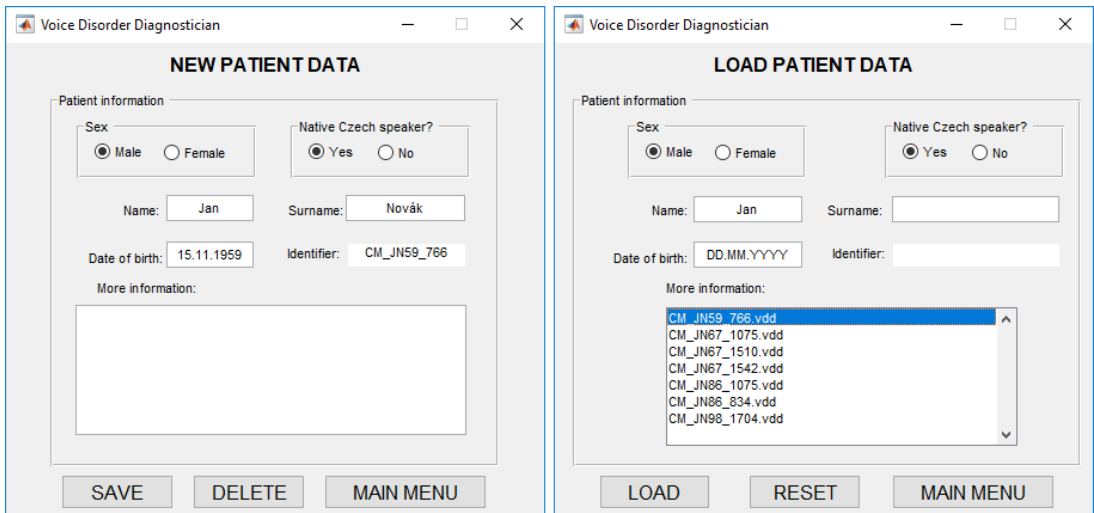 Voice Disorder Diagnostician
NEW PATIENT DATA
Patient information
Sex
Male Female
Native Czech speaker?
Yes No
Name: Jan Surname: Novák
Date of birth: 15.11.1959 Identifier: CM_JN59_766
More information:
SAVE DELETE MAIN MENU
Voice Disorder Diagnostician
LOAD PATIENT DATA
Patient information
Sex
Male Female
Native Czech speaker?
Yes No
Name: Jan Surname:
Date of birth: DD.MM.YYYY Identifier:
More information:
CM_JN59_766.vdd
CM_JN67_1075.vdd
CM_JN67_1510.vdd
CM_JN67_1542.vdd
CM_JN86_1075.vdd
CM_JN86_834.vdd
CM_JN98_1704.vdd
LOAD RESET MAIN MENU